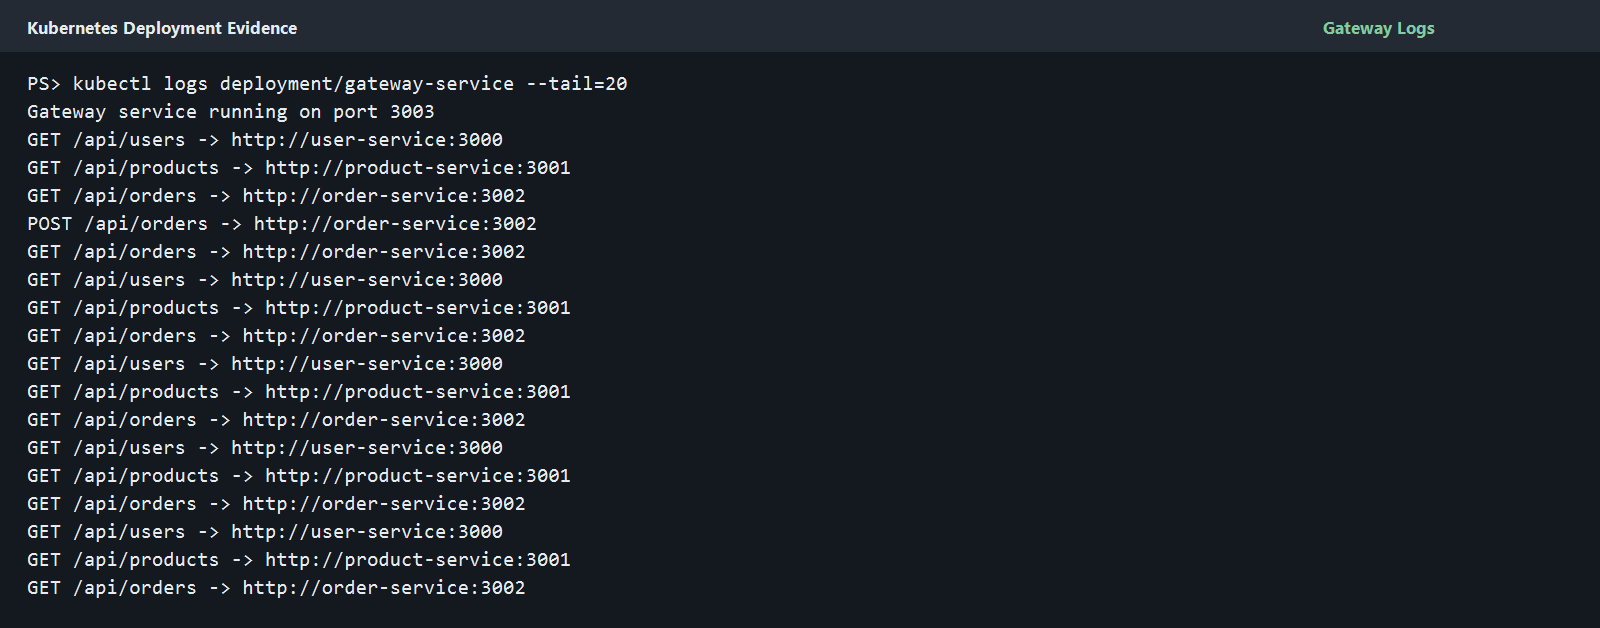 Kubernetes Deployment Evidence
Gateway Logs
PS> kubectl logs deployment/gateway-service --tail=20
Gateway service running on port 3003
GET /api/users -> http://user-service:3000
GET /api/products -> http://product-service:3001
GET /api/orders -> http://order-service:3002
POST /api/orders -> http://order-service:3002
GET /api/orders -> http://order-service:3002
GET /api/users -> http://user-service:3000
GET /api/products -> http://product-service:3001
GET /api/orders -> http://order-service:3002
GET /api/users -> http://user-service:3000
GET /api/products -> http://product-service:3001
GET /api/orders -> http://order-service:3002
GET /api/users -> http://user-service:3000
GET /api/products -> http://product-service:3001
GET /api/orders -> http://order-service:3002
GET /api/users -> http://user-service:3000
GET /api/products -> http://product-service:3001
GET /api/orders -> http://order-service:3002